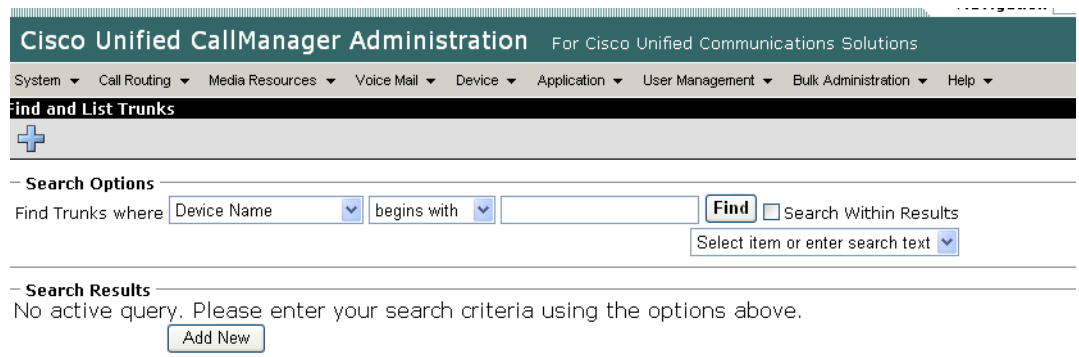 Cisco Unified CallManager Administration For Cisco Unified Communications Solutions
System Call Routing Media Resources Voice Mail Device Application User Management Bulk Administration Help
Find and List Trunks
Search Options
Find Trunks where Device Name begins with Find Search Within Results
Select item or enter search text
Search Results
No active query. Please enter your search criteria using the options above.
Add New